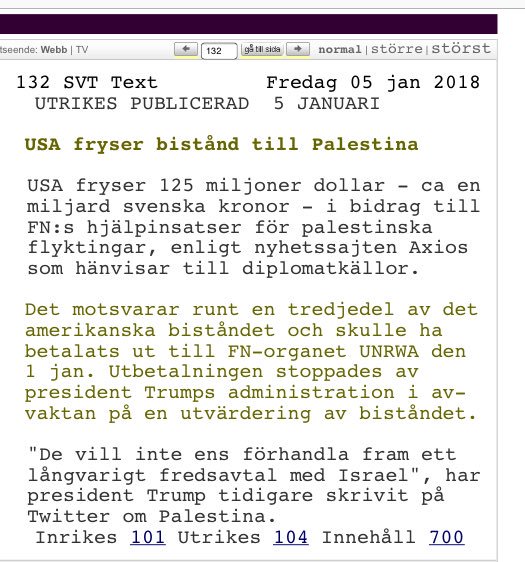 tseende: Webb | TV 132 gå till sida normal | större | störst
132 SVT Text Fredag 05 jan 2018
UTRIKES PUBLICERAD 5 JANUARI
USA fryser bistånd till Palestina
USA fryser 125 miljoner dollar - ca en
miljard svenska kronor - i bidrag till
FN:s hjälpinsatser för palestinska
flyktingar, enligt nyhetssajten Axios
som hänvisar till diplomatkällor.
Det motsvarar runt en tredjedel av det
amerikanska biståndet och skulle ha
betalats ut till FN-organet UNRWA den
1 jan. Utbetalningen stoppades av
president Trumps administration i av-
vaktan på en utvärdering av biståndet.
"De vill inte ens förhandla fram ett
långvarigt fredsavtal med Israel", har
president Trump tidigare skrivit på
Twitter om Palestina.
Inrikes 101 Utrikes 104 Innehåll 700